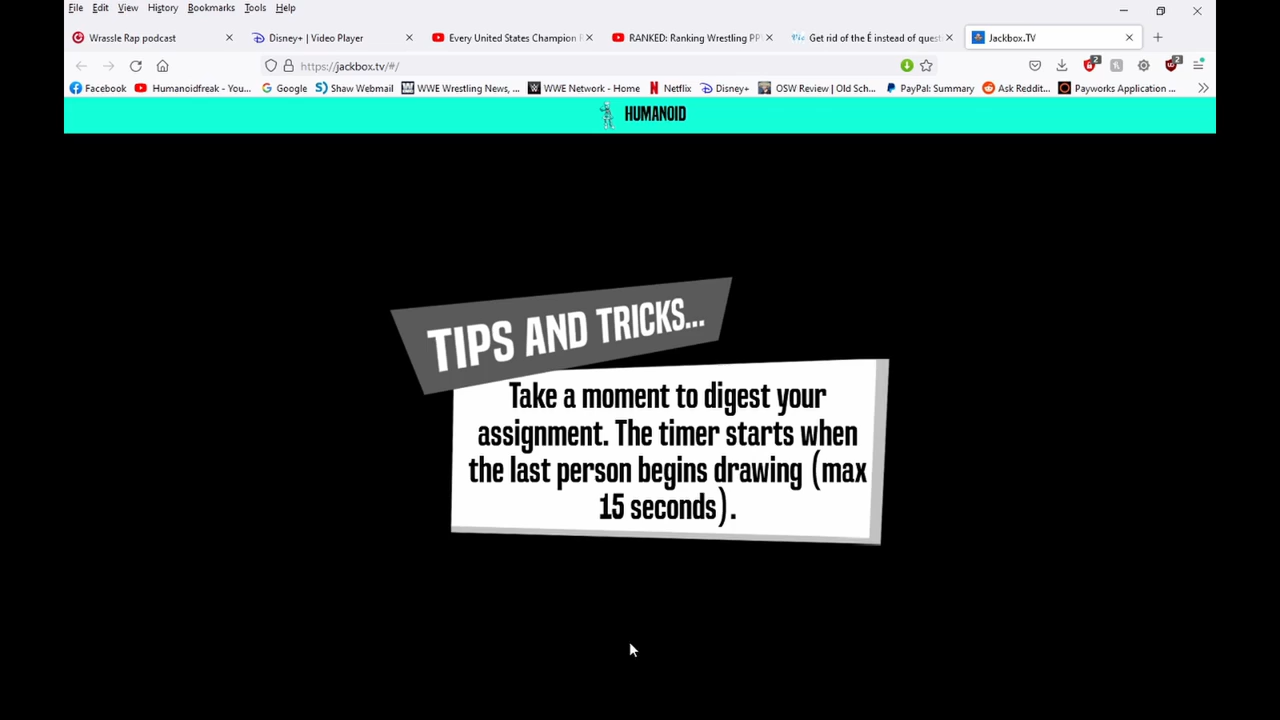 File Edit View History Bookmarks Tools Help
Wrassle Rap podcast Disney+ | Video Player Every United States Champion RANKED: Ranking Wrestling PP Get rid of the É instead of quest Jackbox.TV
https://jackbox.tv/#/ 2 2
Facebook Humanoidfreak - You... Google Shaw Webmail WWE Wrestling News, ... WWE Network - Home Netflix Disney+ OSW Review | Old Sch... PayPal: Summary Ask Reddit... Payworks Application ...
HUMANOID
TIPS AND TRICKS...
Take a moment to digest your
assignment. The timer starts when
the last person begins drawing (max
15 seconds).